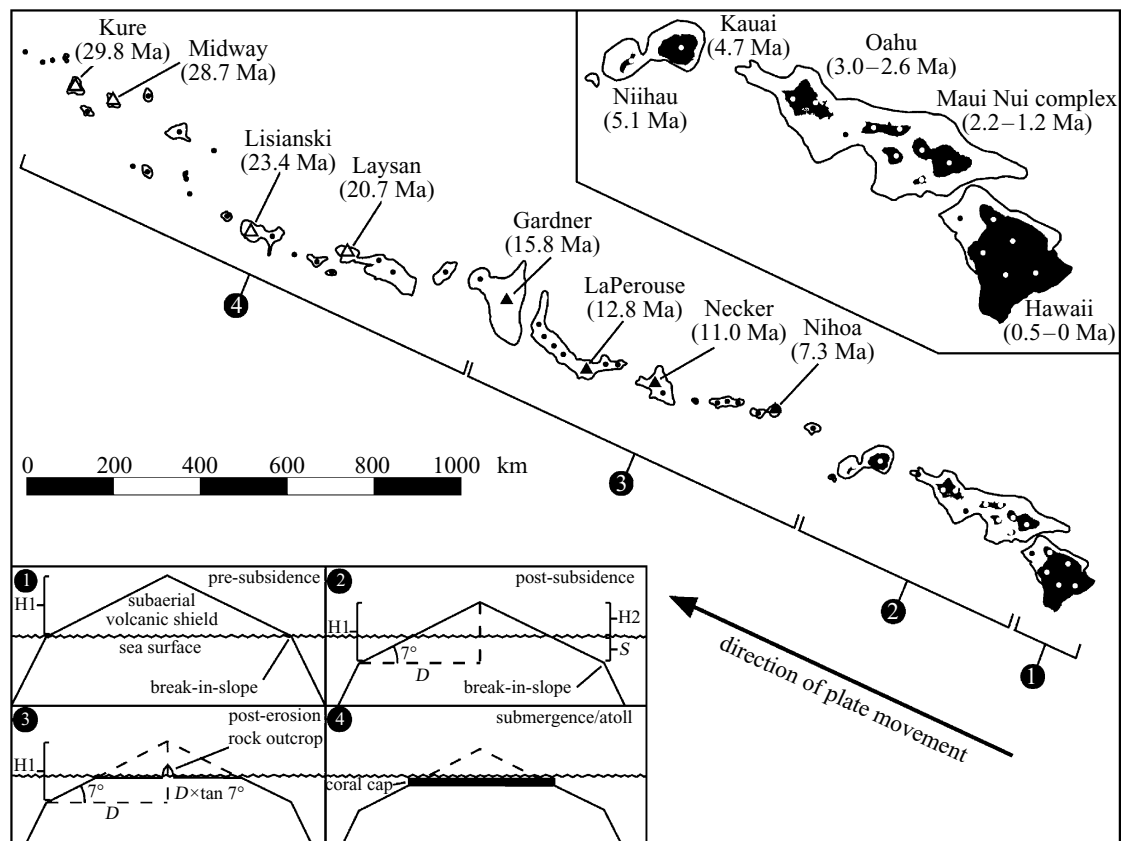 Kure
(29.8 Ma)
Midway
(28.7 Ma)
Lisianski
(23.4 Ma)
Laysan
(20.7 Ma)
Gardner
(15.8 Ma)
LaPerouse
(12.8 Ma)
Necker
(11.0 Ma)
Nihoa
(7.3 Ma)
Kauai
(4.7 Ma)
Niihau
(5.1 Ma)
Oahu
(3.0–2.6 Ma)
Maui Nui complex
(2.2–1.2 Ma)
Hawaii
(0.5–0 Ma)
4
3
2
1
0 200 400 600 800 1000 km
direction of plate movement
1
pre-subsidence
H1
subaerial
volcanic shield
sea surface
break-in-slope
2
post-subsidence
H1
H2
S
7°
D
break-in-slope
3
post-erosion
rock outcrop
H1
7°
D
D×tan 7°
4
submergence/atoll
coral cap